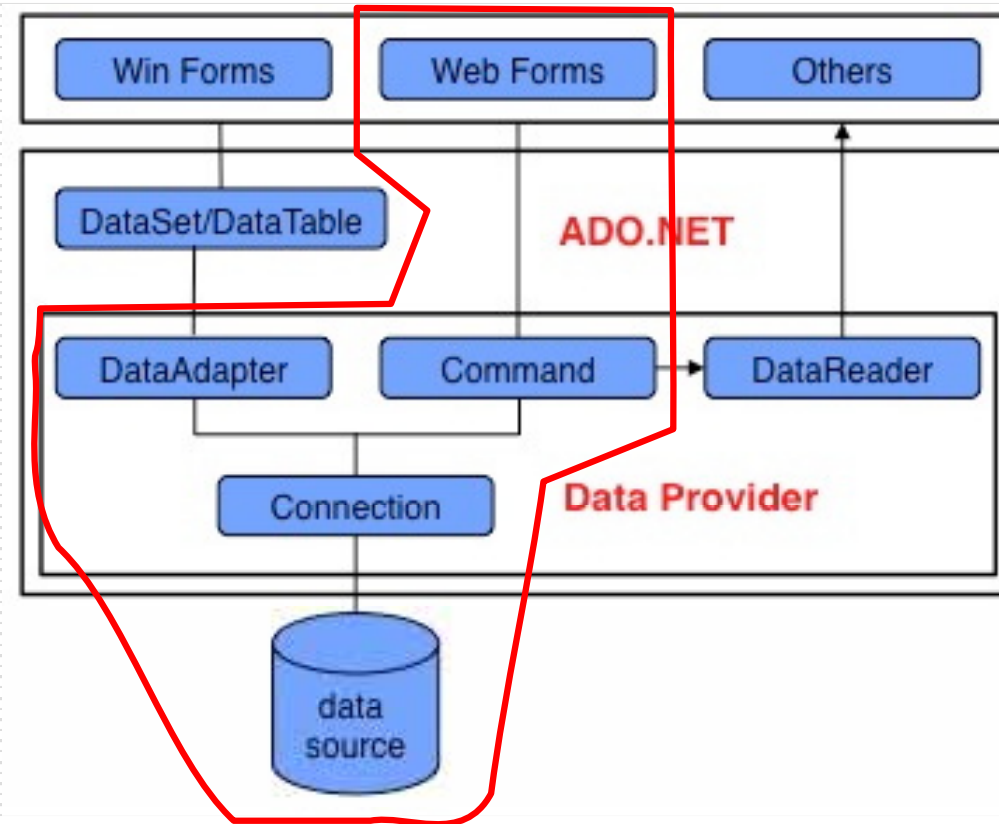 Win Forms
Web Forms
Others
DataSet/DataTable
ADO.NET
DataAdapter
Command
DataReader
Connection
Data Provider
data
source